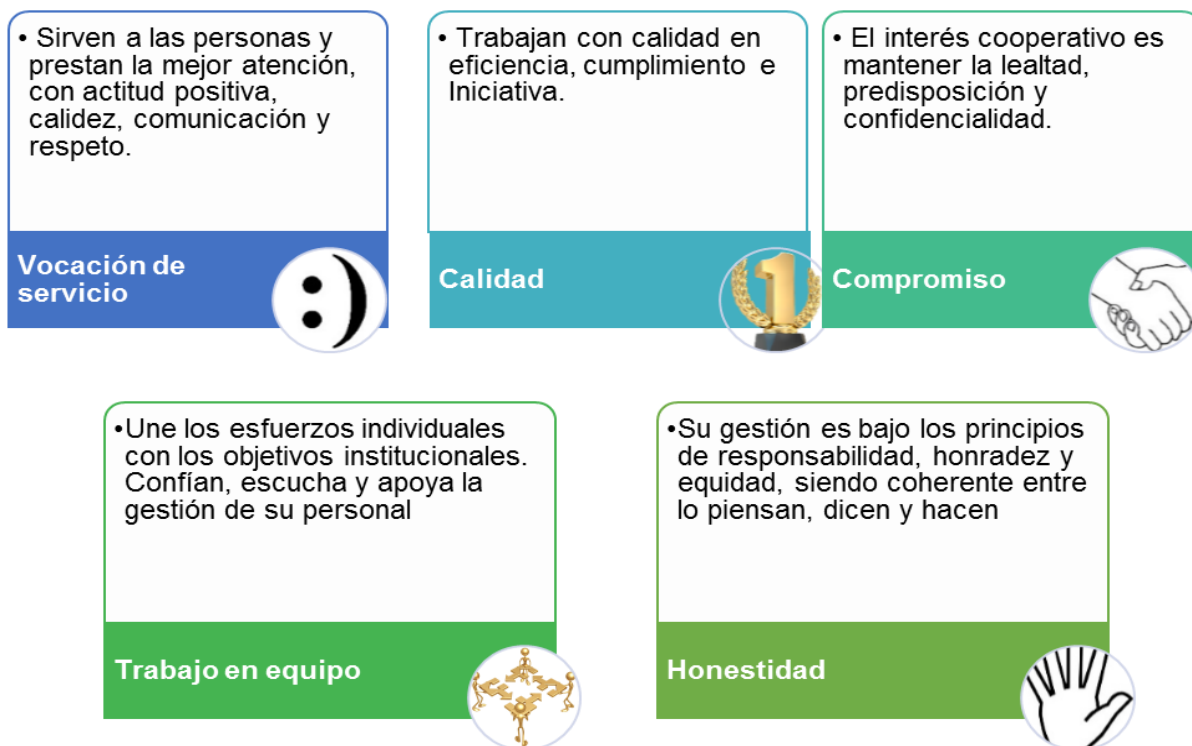 • Sirven a las personas y
prestan la mejor atención,
con actitud positiva,
calidez, comunicación y
respeto.
Vocación de
servicio
• Trabajan con calidad en
eficiencia, cumplimiento e
Iniciativa.
Calidad
1
• El interés cooperativo es
mantener la lealtad,
predisposición y
confidencialidad.
Compromiso
•Une los esfuerzos individuales
con los objetivos institucionales.
Confían, escucha y apoya la
gestión de su personal
Trabajo en equipo
•Su gestión es bajo los principios
de responsabilidad, honradez y
equidad, siendo coherente entre
lo piensan, dicen y hacen
Honestidad